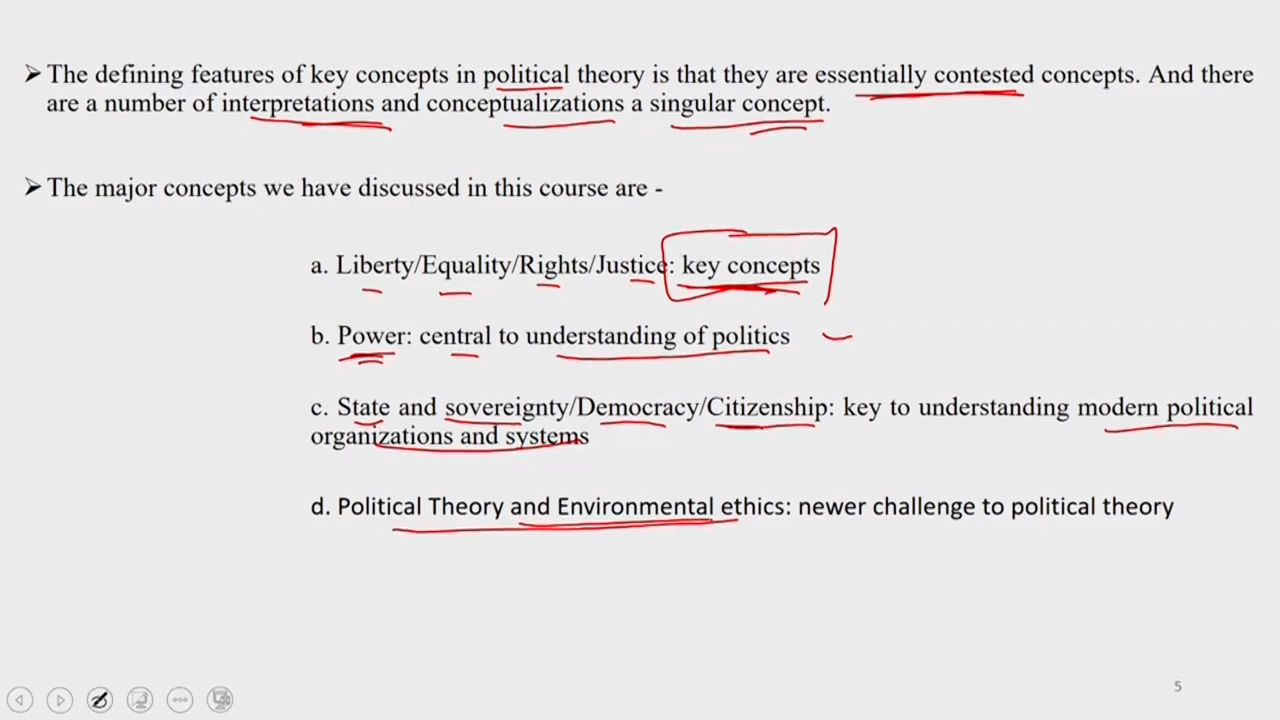 ➤ The defining features of key concepts in political theory is that they are essentially contested concepts. And there
are a number of interpretations and conceptualizations a singular concept.
➤ The major concepts we have discussed in this course are -
a. Liberty/Equality/Rights/Justice: key concepts
b. Power: central to understanding of politics
c. State and sovereignty/Democracy/Citizenship: key to understanding modern political
organizations and systems
d. Political Theory and Environmental ethics: newer challenge to political theory
5